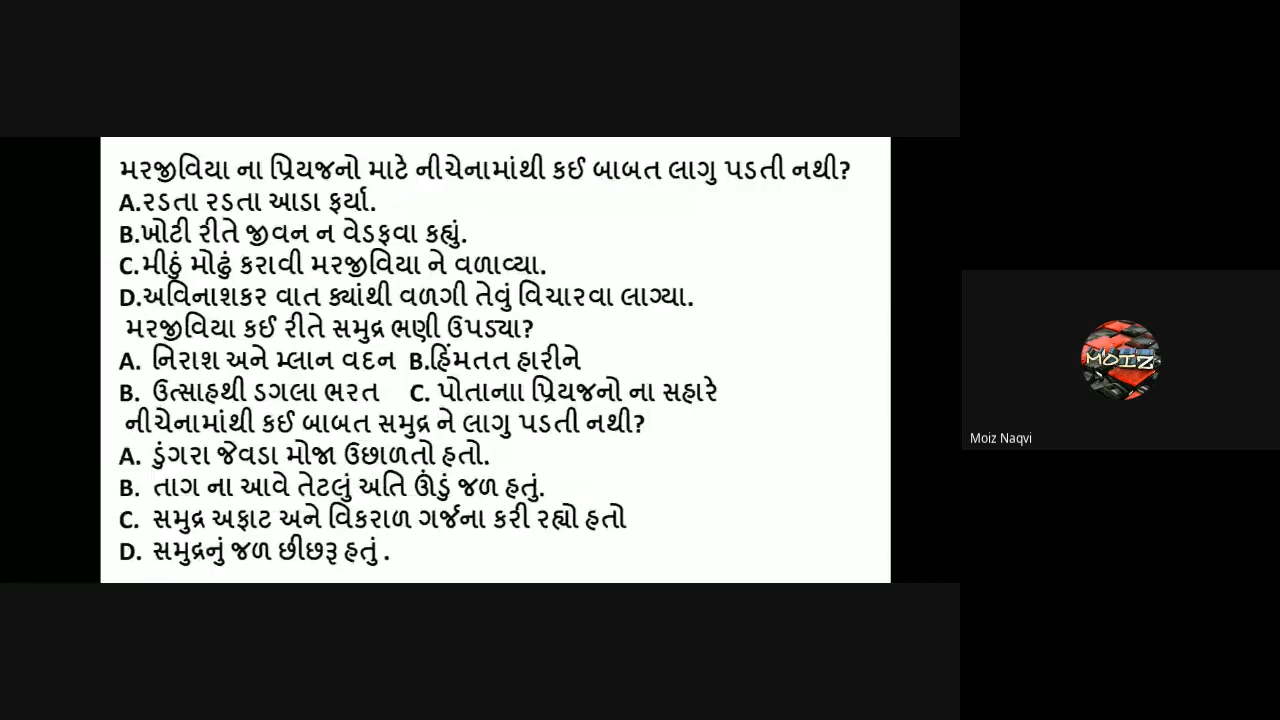 મરજીવિયા ના પ્રિયજનો માટે નીચેનામાંથી કઈ બાબત લાગુ પડતી નથી?
A.રડતા રડતા આડા ફર્યા.
B.ખોટી રીતે જીવન ન વેડફવા કહ્યું.
C.મીઠું મોઢું કરાવી મરજીવિયા ને વળાવ્યા.
D.અવિનાશકર વાત ક્યાંથી વળગી તેવું વિચારવા લાગ્યા.
મરજીવિયા કઈ રીતે સમુદ્ર ભણી ઉપડ્યા?
A. નિરાશ અને મ્લાન વદન B.હિંમતત હારીને
B. ઉત્સાહથી ડગલા ભરત C. પોતાનાા પ્રિયજનો ના સહારે
નીચેનામાંથી કઈ બાબત સમુદ્ર ને લાગુ પડતી નથી?
A. ડુંગરા જેવડા મોજા ઉછાળતો હતો.
B. તાગ ના આવે તેટલું અતિ ઊંડું જળ હતું.
C. સમુદ્ર અફાટ અને વિકરાળ ગર્જના કરી રહ્યો હતો
D. સમુદ્રનું જળ છીછરૂ હતું .
MOIZ
Moiz Naqvi